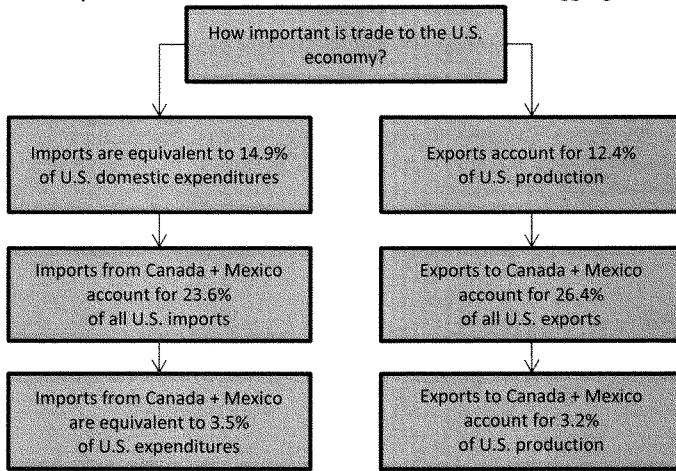 How important is trade to the U.S.
economy?
Imports are equivalent to 14.9%
of U.S. domestic expenditures
Exports account for 12.4%
of U.S. production
Imports from Canada + Mexico
account for 23.6%
of all U.S. imports
Exports to Canada + Mexico
account for 26.4%
of all U.S. exports
Imports from Canada + Mexico
are equivalent to 3.5%
of U.S. expenditures
Exports to Canada + Mexico
account for 3.2%
of U.S. production